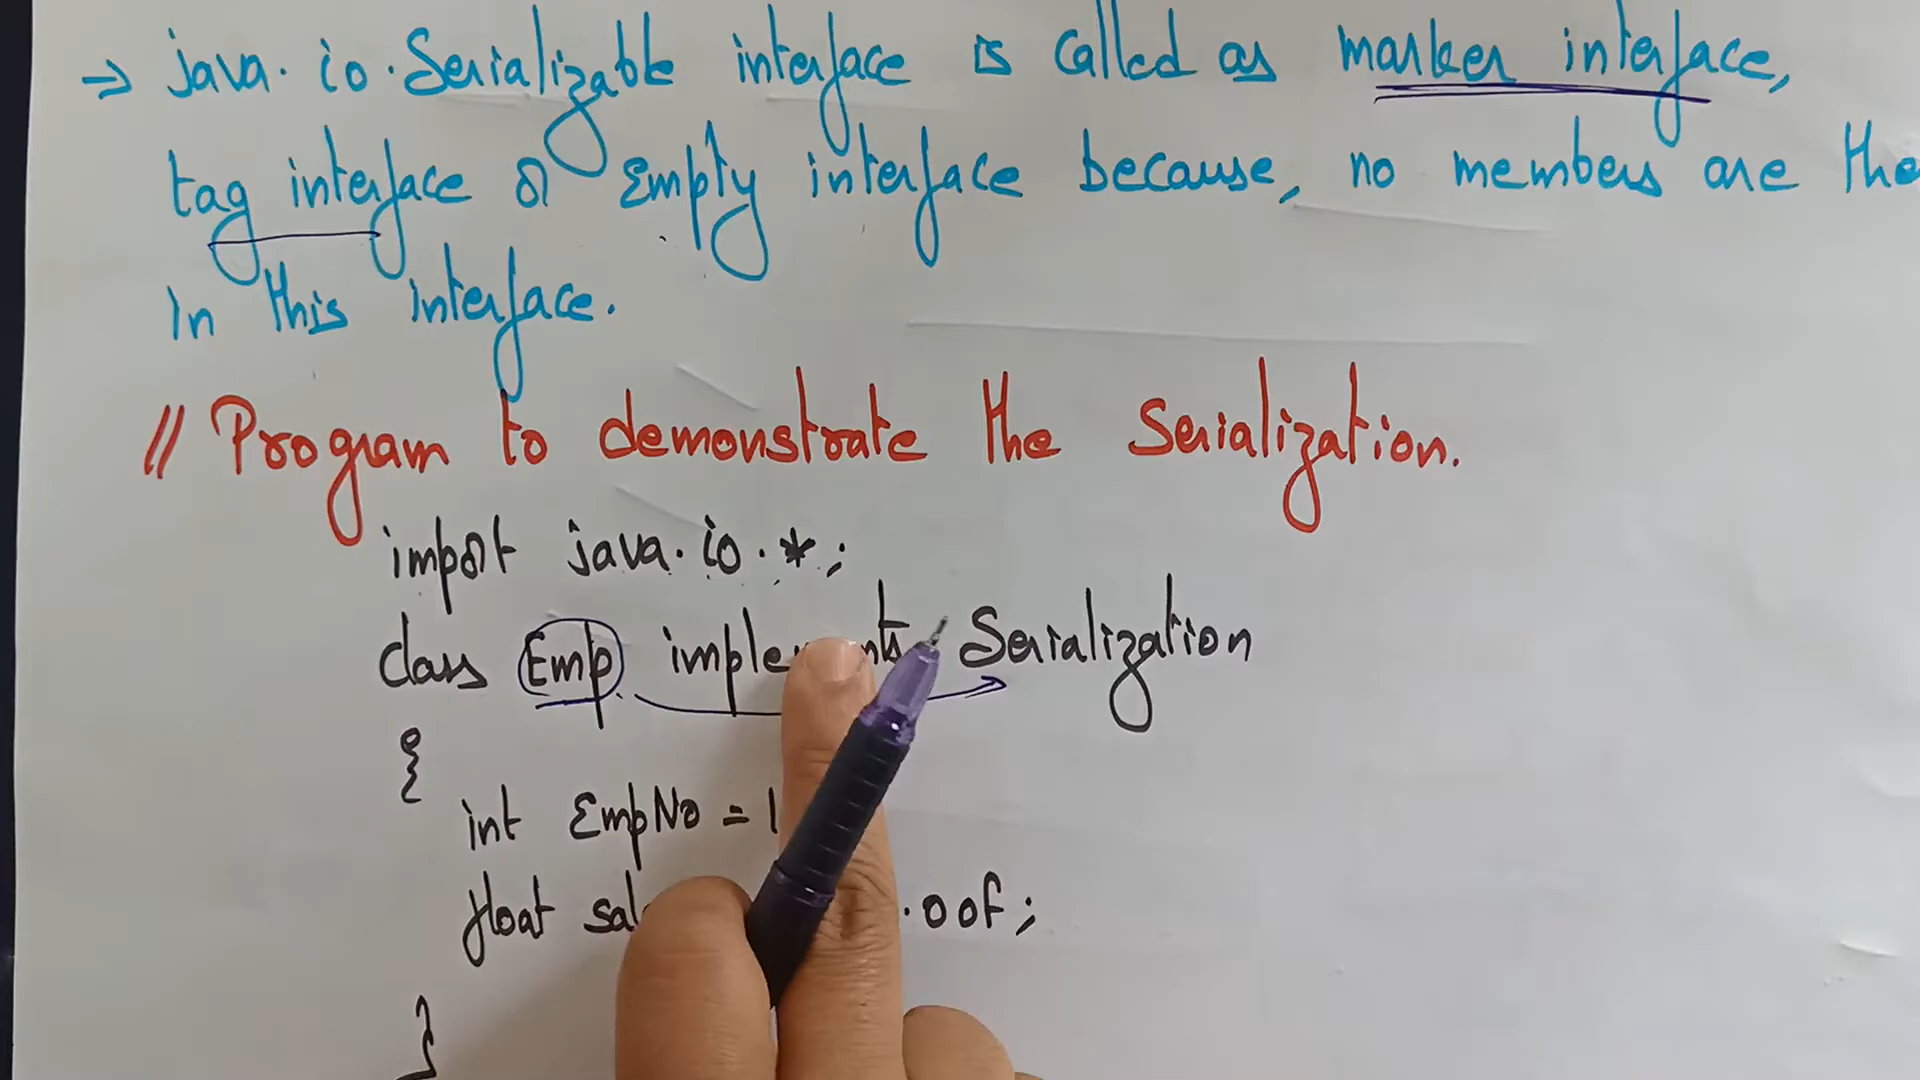 → java.io.Serializable interface is called as marker interface,
tag interface or Empty interface because, no members are the
in this interface.
// Program to demonstrate the Serialization.
import java.io.*;
class Emp implements Serialization
{
int EmpNo = 1
float sal .00f;
}